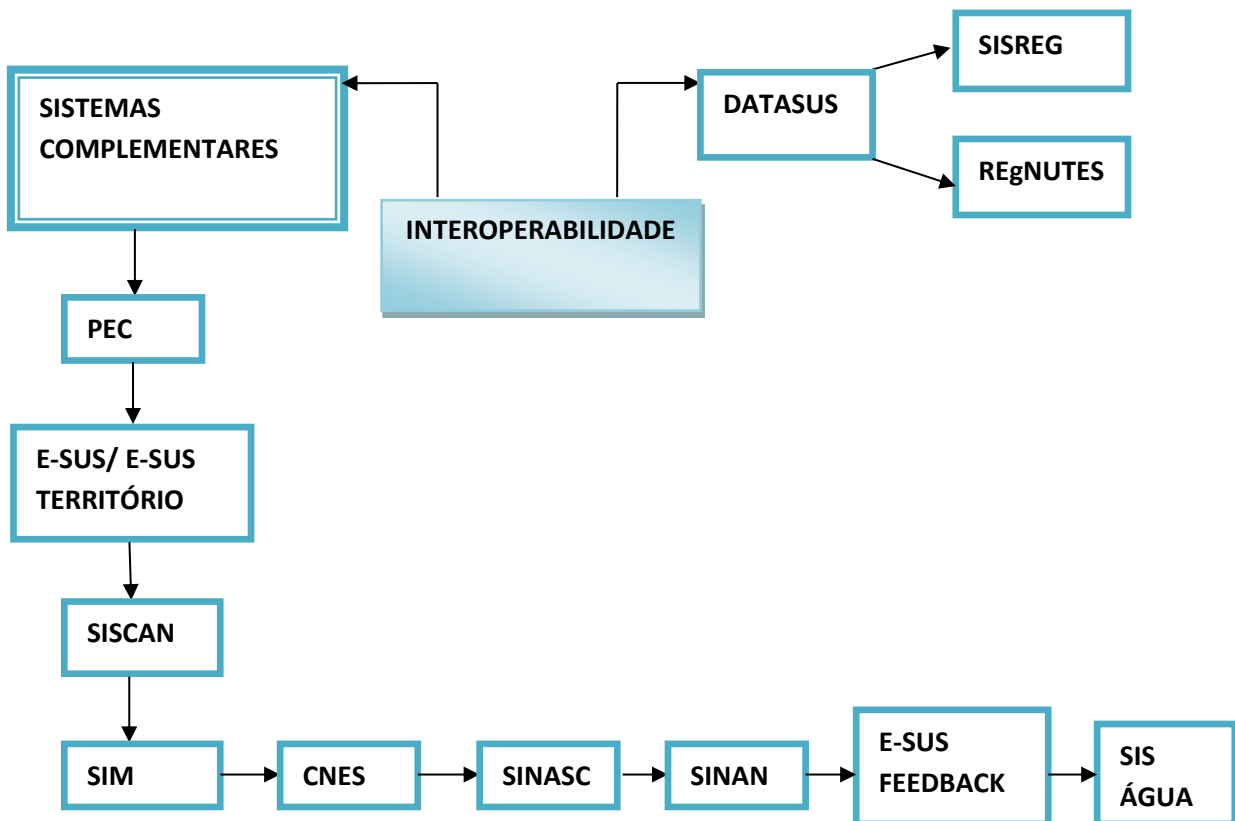 SISREG
SISTEMAS
COMPLEMENTARES
DATASUS
REgNUTES
INTEROPERABILIDADE
PEC
E-SUS/ E-SUS
TERRITÓRIO
SISCAN
SIM
CNES
SINASC
SINAN
E-SUS
FEEDBACK
SIS
ÁGUA